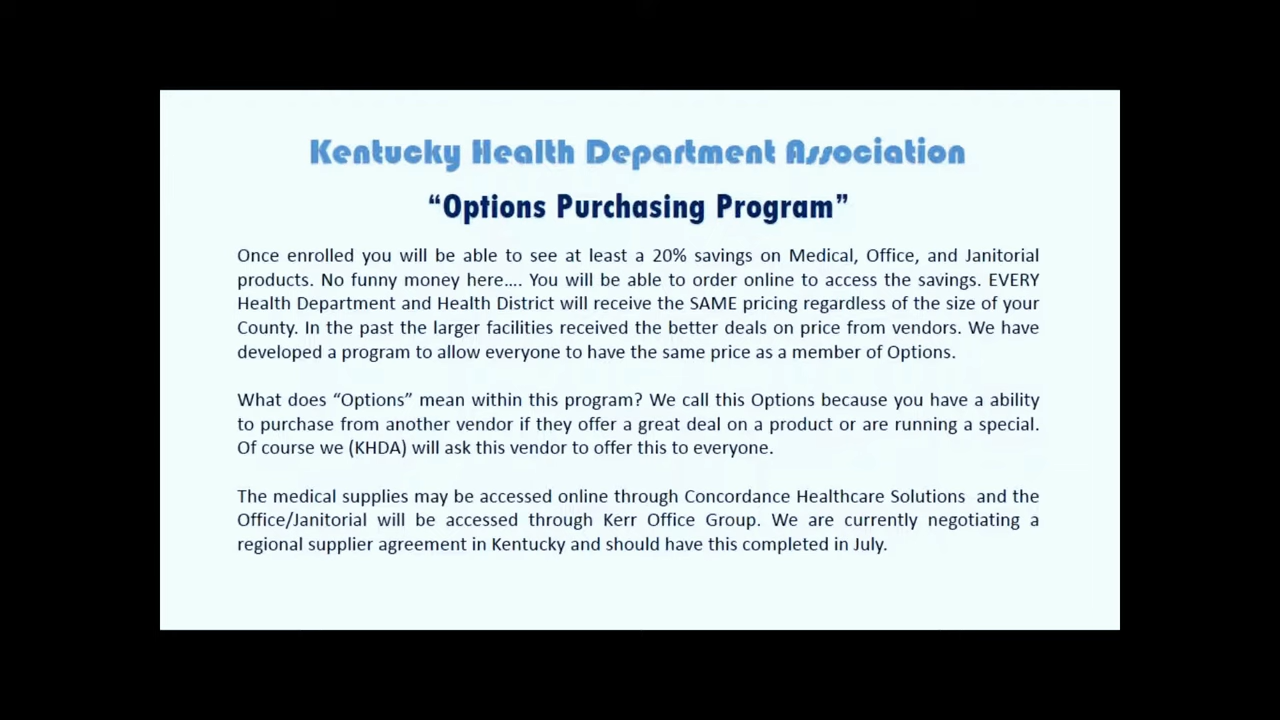 Kentucky Health Department Association
“Options Purchasing Program”
Once enrolled you will be able to see at least a 20% savings on Medical, Office, and Janitorial
products. No funny money here.... You will be able to order online to access the savings. EVERY
Health Department and Health District will receive the SAME pricing regardless of the size of your
County. In the past the larger facilities received the better deals on price from vendors. We have
developed a program to allow everyone to have the same price as a member of Options.
What does “Options” mean within this program? We call this Options because you have a ability
to purchase from another vendor if they offer a great deal on a product or are running a special.
Of course we (KHDA) will ask this vendor to offer this to everyone.
The medical supplies may be accessed online through Concordance Healthcare Solutions and the
Office/Janitorial will be accessed through Kerr Office Group. We are currently negotiating a
regional supplier agreement in Kentucky and should have this completed in July.